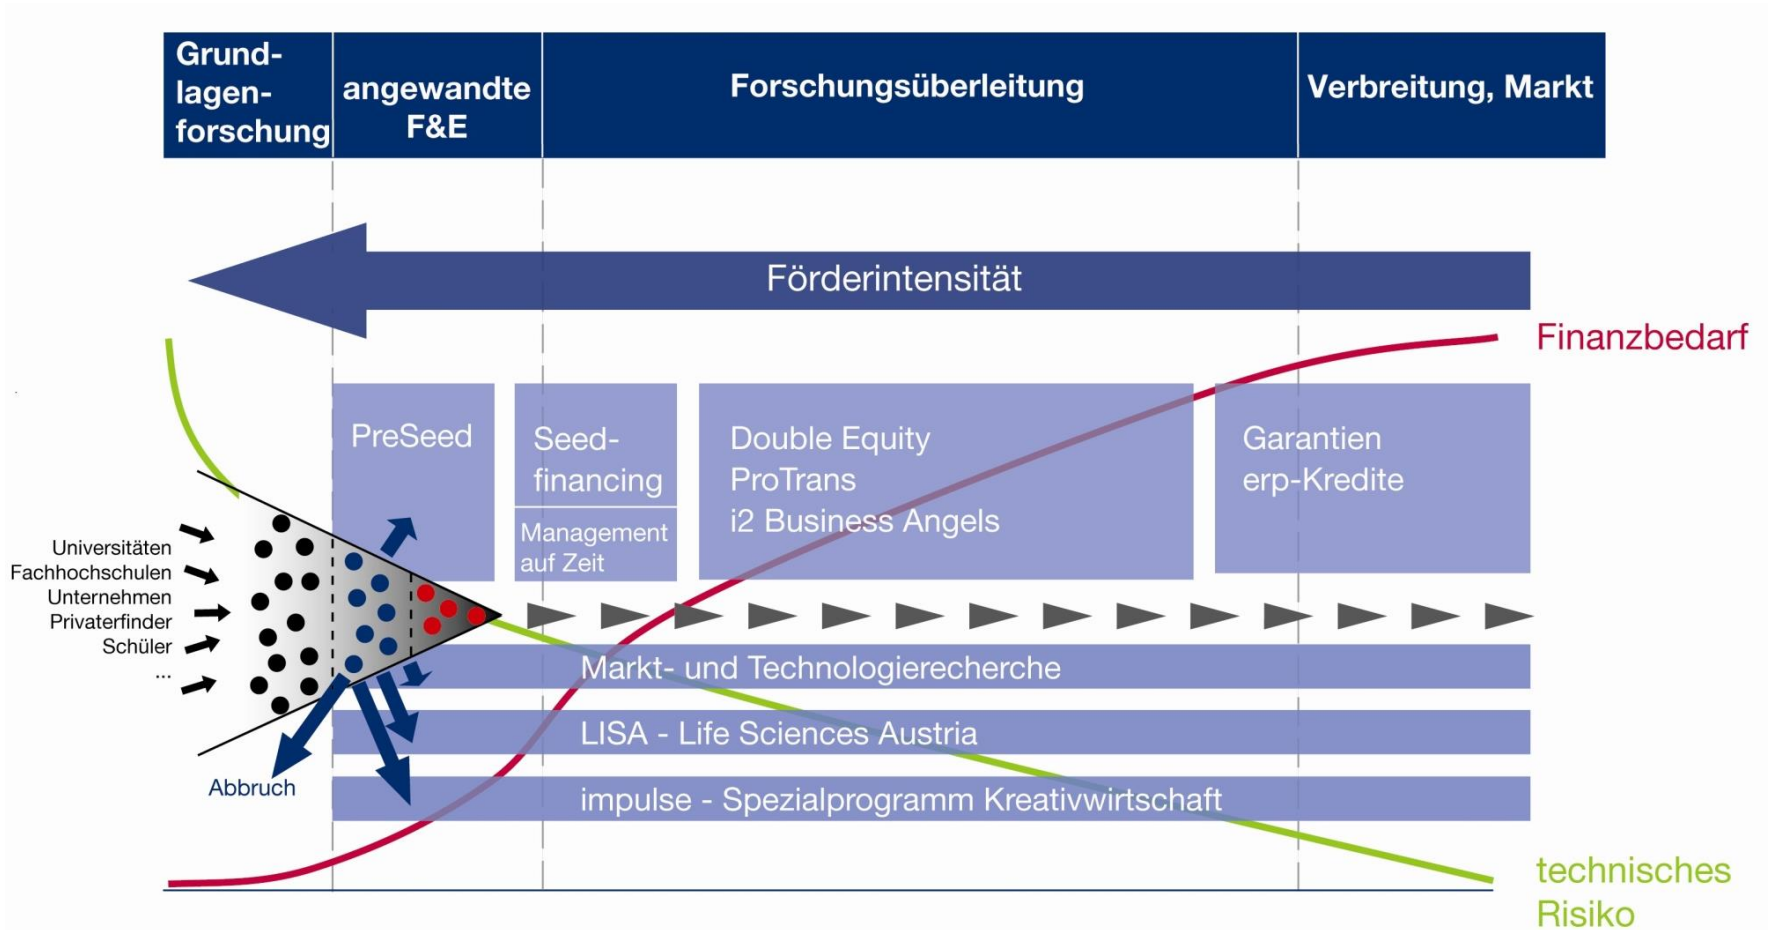 Grund-
lagen-
forschung
angewandte
F&E
Forschungsüberleitung
Verbreitung, Markt
Förderintensität
Finanzbedarf
PreSeed
Seed-
financing
Management
auf Zeit
Double Equity
ProTrans
i2 Business Angels
Garantien
erp-Kredite
Universitäten
Fachhochschulen
Unternehmen
Privaterfinder
Schüler
...
Markt- und Technologierecherche
LISA - Life Sciences Austria
impulse - Spezialprogramm Kreativwirtschaft
Abbruch
technisches
Risiko